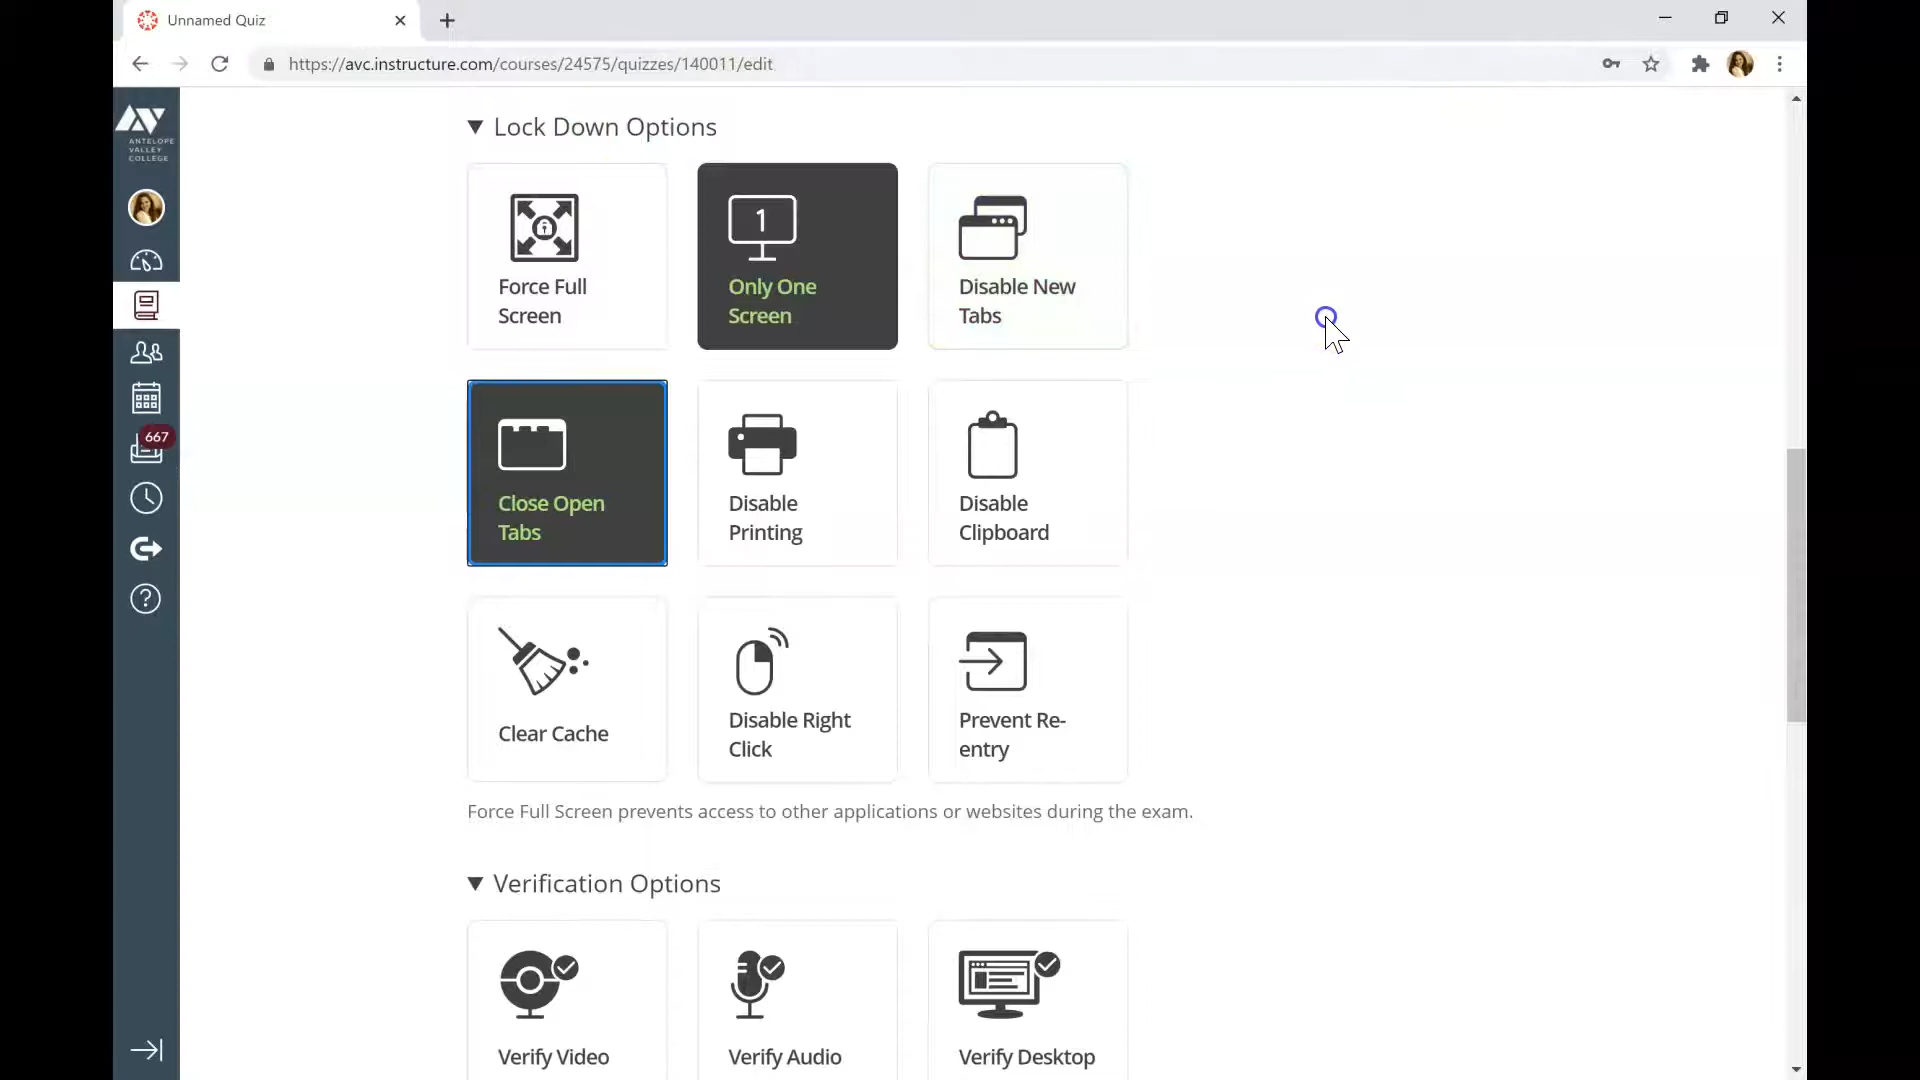 Unnamed Quiz
https://avc.instructure.com/courses/24575/quizzes/140011/edit
ANTELOPE
VALLEY
COLLEGE
667
▼ Lock Down Options
Force Full
Screen
1
Only One
Screen
Disable New
Tabs
Close Open
Tabs
Disable
Printing
Disable
Clipboard
Clear Cache
Disable Right
Click
Prevent Re-
entry
Force Full Screen prevents access to other applications or websites during the exam.
▼ Verification Options
Verify Video
Verify Audio
Verify Desktop